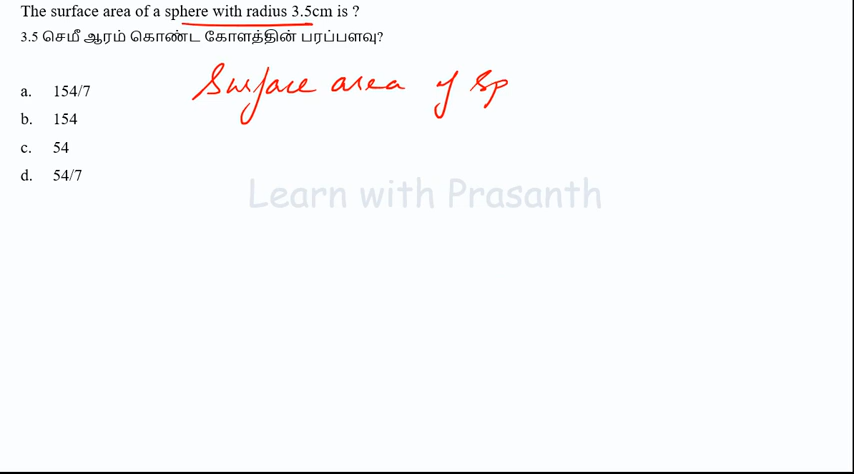 The surface area of a sphere with radius 3.5cm is ?
3.5 செமீ ஆரம் கொண்ட கோளத்தின் பரப்பளவு?
Surface area of Sp
a. 154/7
b. 154
c. 54
d. 54/7
Learn with Prasanth